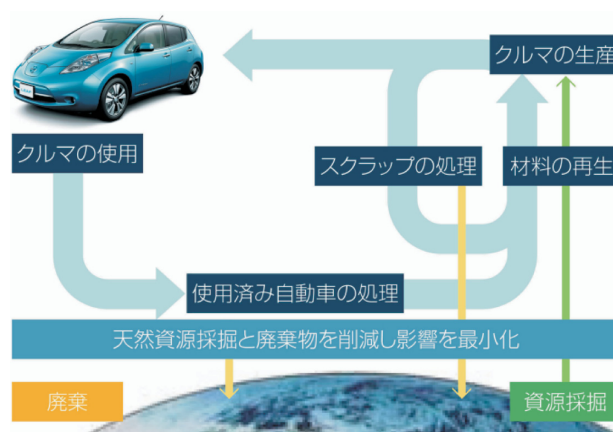 クルマの生産
クルマの使用
スクラップの処理
材料の再生
使用済み自動車の処理
天然資源採掘と廃棄物を削減し影響を最小化
廃棄
資源採掘